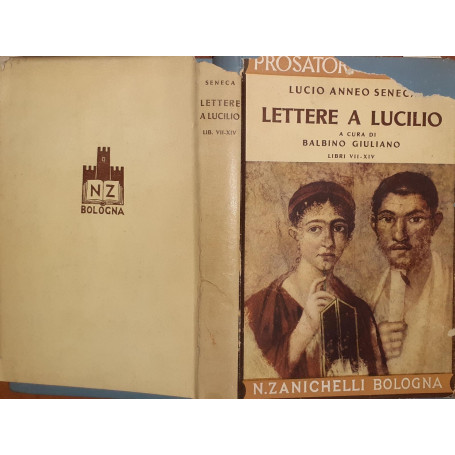 NZ
BOLOGNA
SENECA
LETTERE
A LUCILIO
LIB. VII-XIV
PROSATOR
LUCIO ANNEO SENECA
LETTERE A LUCILIO
A CURA DI
BALBINO GIULIANO
LIBRI VII-XIV
N. ZANICHELLI BOLOGNA